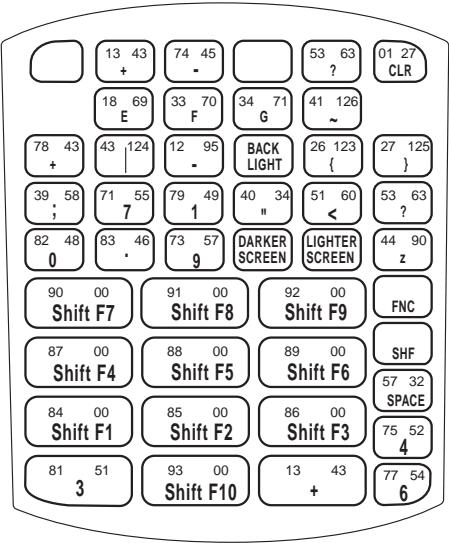 13 43 74 45 53 63 01 27
+ - ? CLR
18 69 33 70 34 71 41 126
E F G ~
78 43 43 124 12 95 BACK 26 123 27 125
+ | - LIGHT { }
39 58 71 55 79 49 40 34 51 60 53 63
; 7 1 " < ?
82 48 83 46 73 57 DARKER LIGHTER 44 90
0 . 9 SCREEN SCREEN z
90 00 91 00 92 00
Shift F7 Shift F8 Shift F9 FNC
87 00 88 00 89 00 SHF
Shift F4 Shift F5 Shift F6
57 32
SPACE
84 00 85 00 86 00 75 52
Shift F1 Shift F2 Shift F3 4
81 51 93 00 13 43 77 54
3 Shift F10 + 6